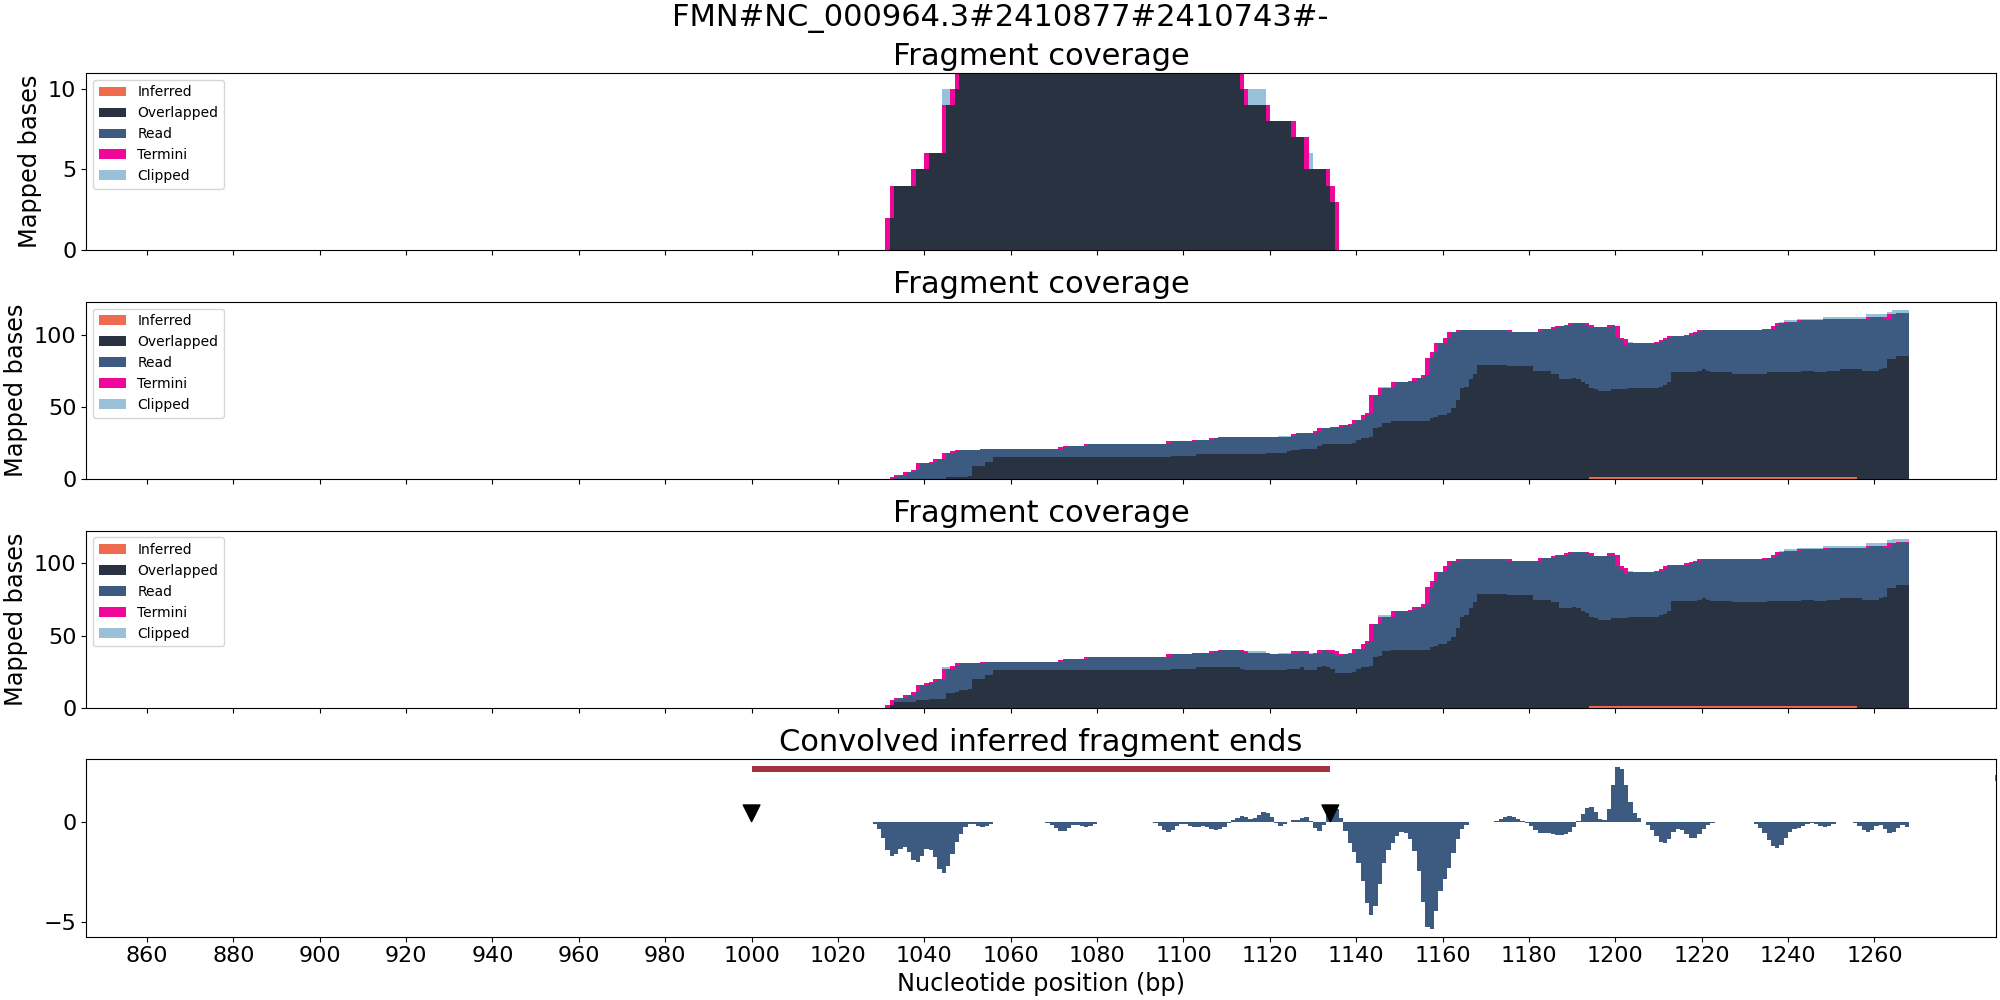 FMN#NC_000964.3#2410877#2410743#-
Fragment coverage
Mapped bases
10
5
0
Inferred
Overlapped
Read
Termini
Clipped
Fragment coverage
Mapped bases
100
50
0
Inferred
Overlapped
Read
Termini
Clipped
Fragment coverage
Mapped bases
100
50
0
Inferred
Overlapped
Read
Termini
Clipped
Convolved inferred fragment ends
0
−5
860 880 900 920 940 960 980 1000 1020 1040 1060 1080 1100 1120 1140 1160 1180 1200 1220 1240 1260
Nucleotide position (bp)